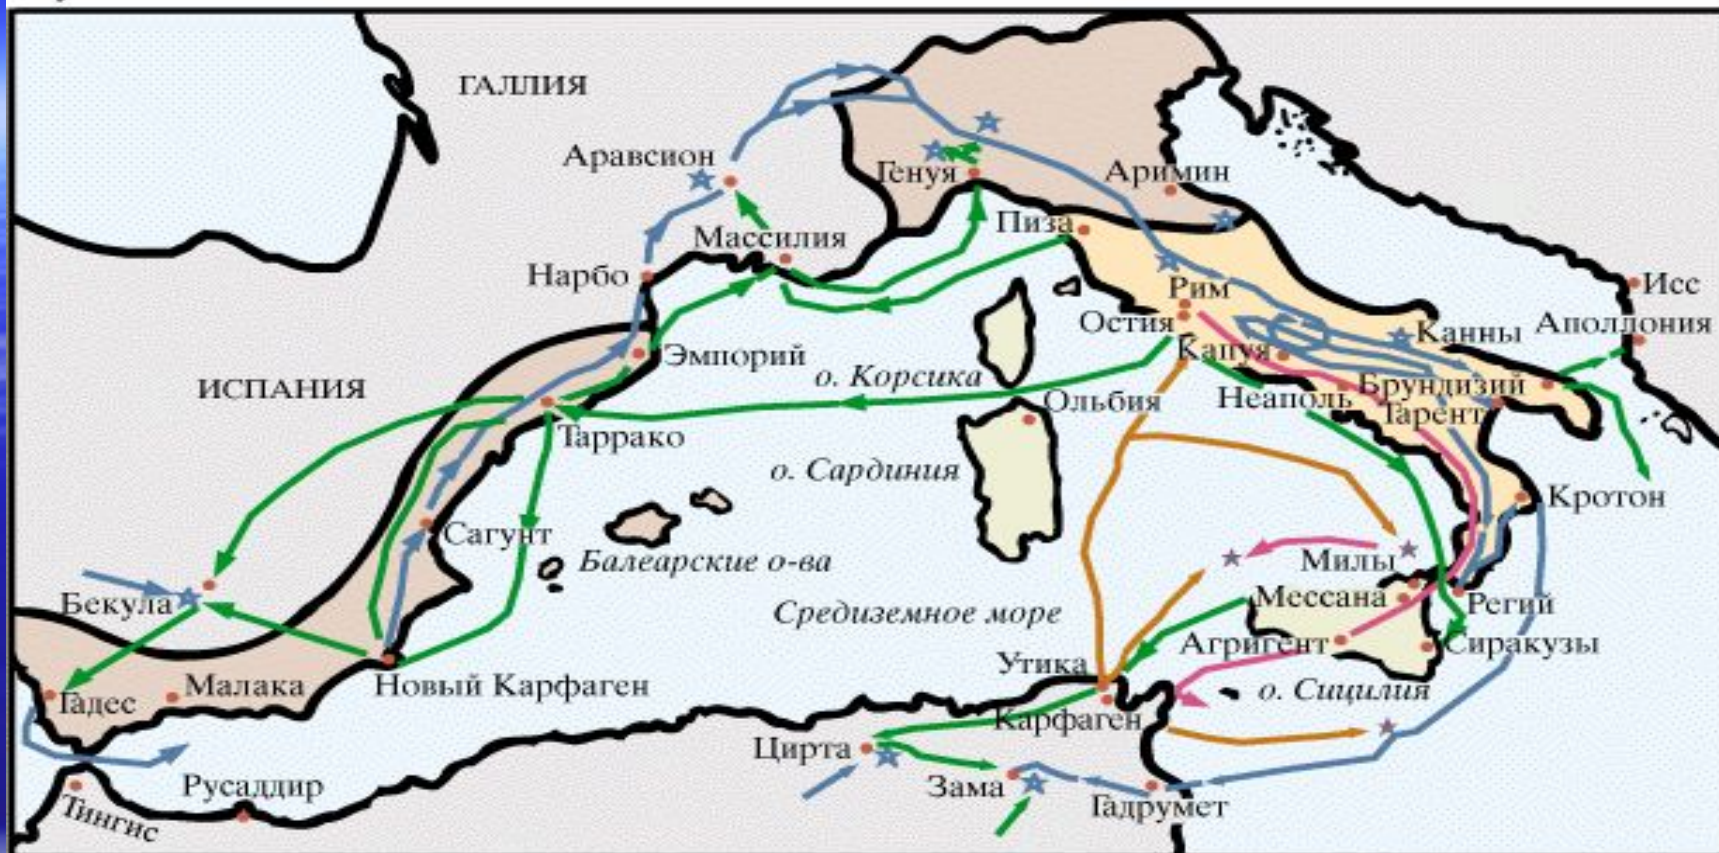 ГАЛЛИЯ
Аравсион
Генуя
Аримин
Пиза
Массилия
Нарбо
Рим
Исс
Остия
Канны
Аполлония
Эмпорий
Капуя
ИСПАНИЯ
о. Корсика
Неаполь
Брундизий
Ольбия
Тарент
Таррако
о. Сардиния
Кротон
Сагунт
Балеарские о-ва
Милы
Бекула
Средиземное море
Мессана
Регий
Агригент
Сиракузы
Утика
Гадес
Малака
Новый Карфаген
о. Сицилия
Карфаген
Цирта
Русаддир
Зама
Гадрумет
Тингис